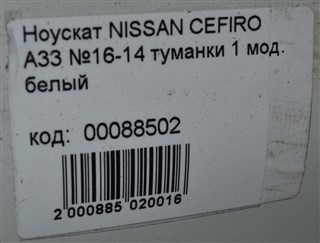 Ноускат NISSAN CEFIRO
A33 №16-14 туманки 1 мод.
белый
код: 00088502
2 000885 020016